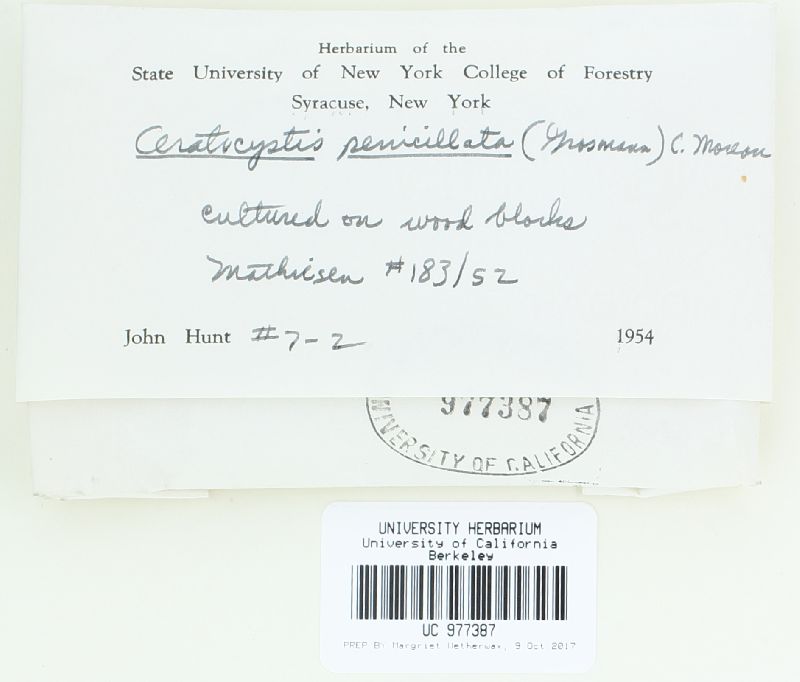 Herbarium of the
State University of New York College of Forestry
Syracuse, New York
Ceratocystis penicillata (Grosmann) C. Moreau
cultured on wood blocks
Mathiesen #183/52
John Hunt #7-2 1954
977387
UNIVERSITY OF CALIFORNIA
UNIVERSITY HERBARIUM
University of California
Berkeley
UC 977387
PREP BY Margriet Wetherwax, 9 Oct 2017